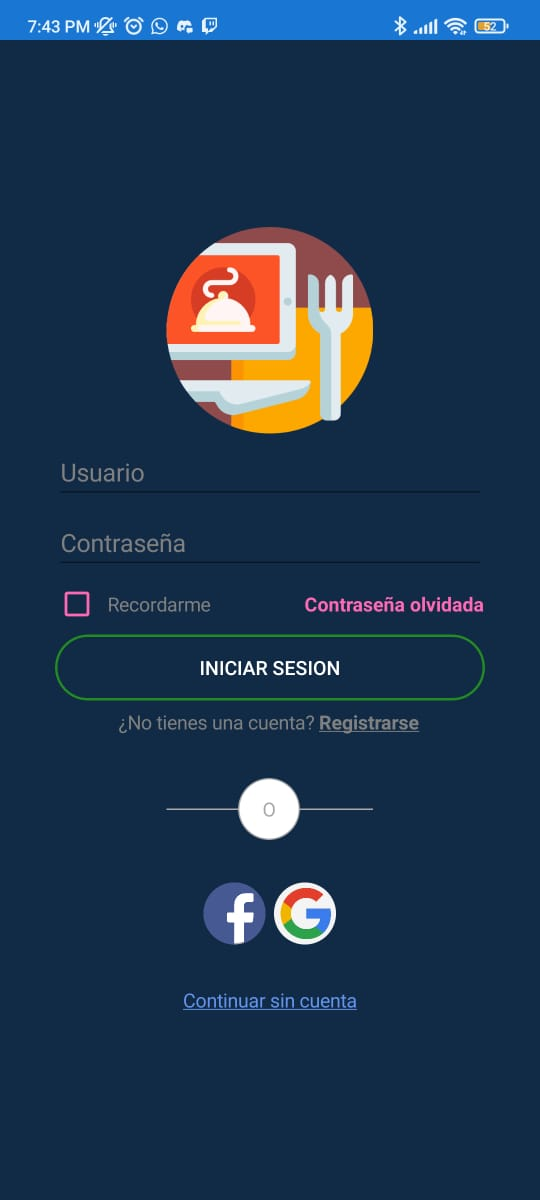 7:43 PM
52
Usuario
Contraseña
Recordarme Contraseña olvidada
INICIAR SESION
¿No tienes una cuenta? Registrarse
O
Continuar sin cuenta